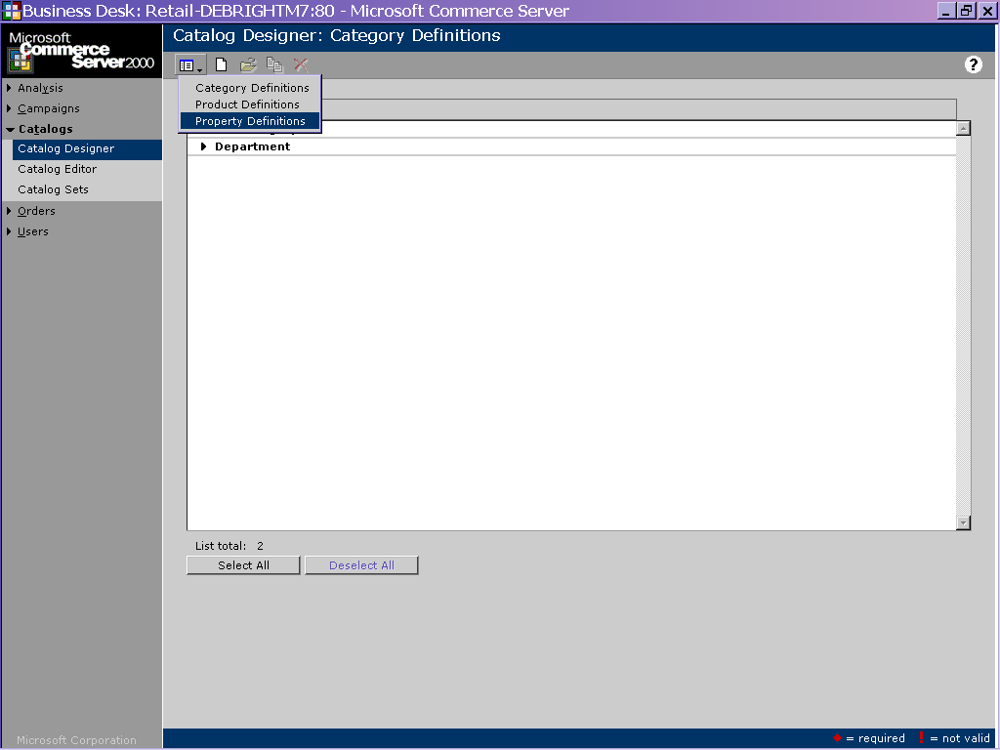 Business Desk: Retail-DEBRIGHTM7:80 - Microsoft Commerce Server
Microsoft
Commerce
Server2000
Catalog Designer: Category Definitions
Category Definitions
Product Definitions
Property Definitions
Analysis
Campaigns
Catalogs
Catalog Designer
Catalog Editor
Catalog Sets
Orders
Users
Department
List total: 2
Select All
Deselect All
Microsoft Corporation
= required
= not valid